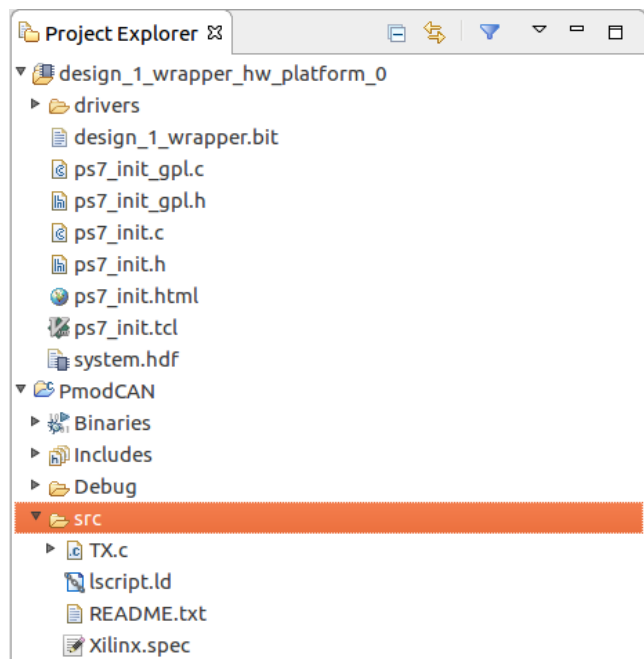 Project Explorer
design_1_wrapper_hw_platform_0
drivers
design_1_wrapper.bit
ps7_init_gpl.c
ps7_init_gpl.h
ps7_init.c
ps7_init.h
ps7_init.html
ps7_init.tcl
system.hdf
PmodCAN
Binaries
Includes
Debug
src
TX.c
lscript.ld
README.txt
Xilinx.spec